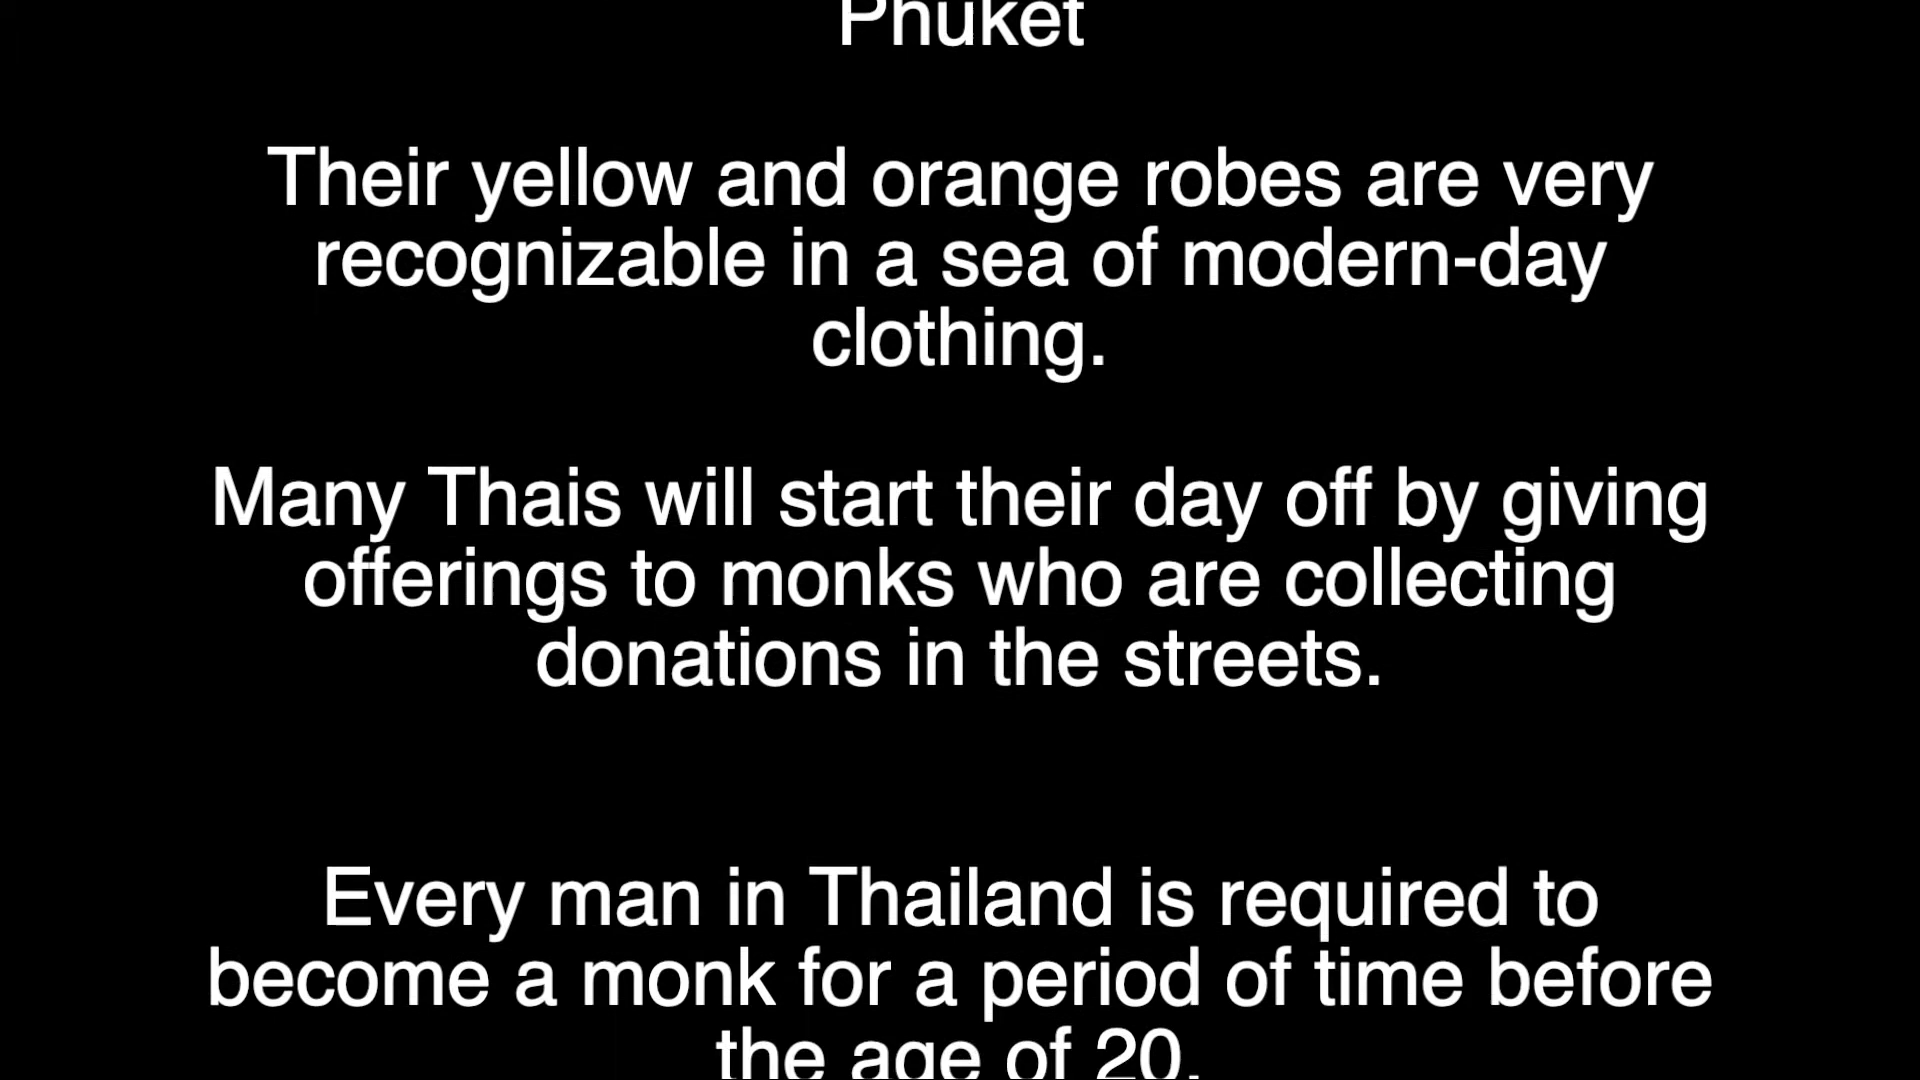 Phuket
Their yellow and orange robes are very
recognizable in a sea of modern-day
clothing.
Many Thais will start their day off by giving
offerings to monks who are collecting
donations in the streets.
Every man in Thailand is required to
become a monk for a period of time before
the age of 20.